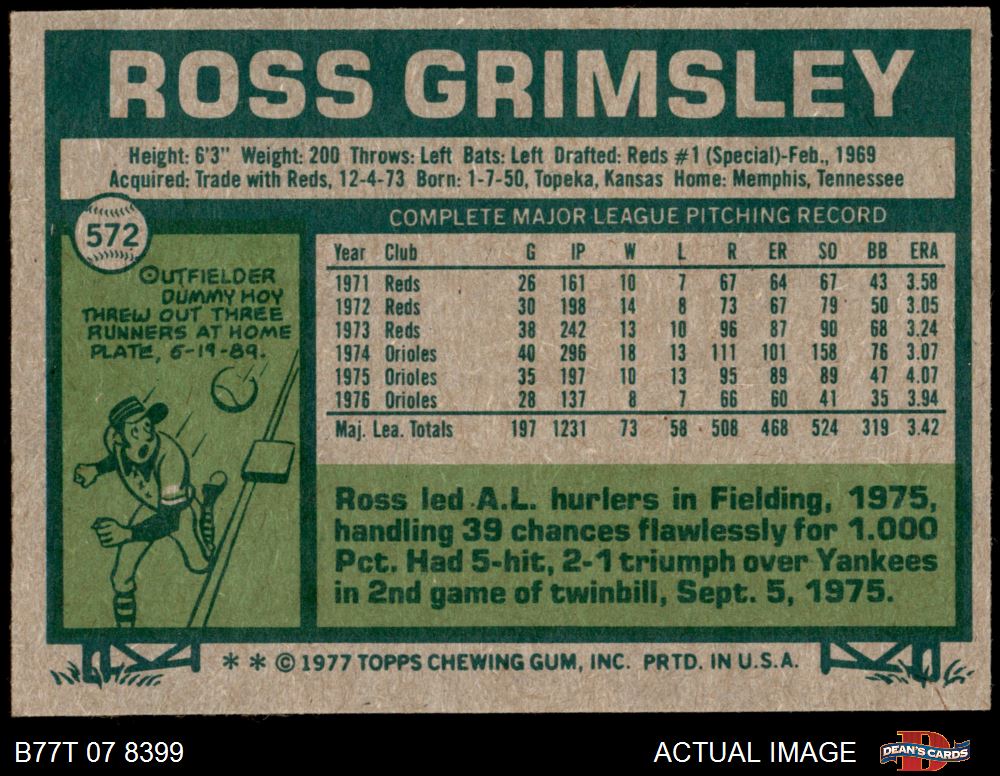 ROSS GRIMSLEY
Height: 6'3" Weight: 200 Throws: Left Bats: Left Drafted: Reds #1 (Special)-Feb., 1969
Acquired: Trade with Reds, 12-4-73 Born: 1-7-50, Topeka, Kansas Home: Memphis, Tennessee
572
OUTFIELDER
DUMMY HOY
THREW OUT THREE
RUNNERS AT HOME
PLATE, 6-19-89.
COMPLETE MAJOR LEAGUE PITCHING RECORD
Year Club G IP W L R ER SO BB ERA
1971 Reds 26 161 10 7 67 64 67 43 3.58
1972 Reds 30 198 14 8 73 67 79 50 3.05
1973 Reds 38 242 13 10 96 87 90 68 3.24
1974 Orioles 40 296 18 13 111 101 158 76 3.07
1975 Orioles 35 197 10 13 95 89 89 47 4.07
1976 Orioles 28 137 8 7 66 60 41 35 3.94
Maj. Lea. Totals 197 1231 73 58 508 468 524 319 3.42
Ross led A.L. hurlers in Fielding, 1975,
handling 39 chances flawlessly for 1.000
Pct. Had 5-hit, 2-1 triumph over Yankees
in 2nd game of twinbill, Sept. 5, 1975.
* * © 1977 TOPPS CHEWING GUM, INC. PRTD. IN U.S.A.
B77T 07 8399
ACTUAL IMAGE
D
DEAN'S CARDS